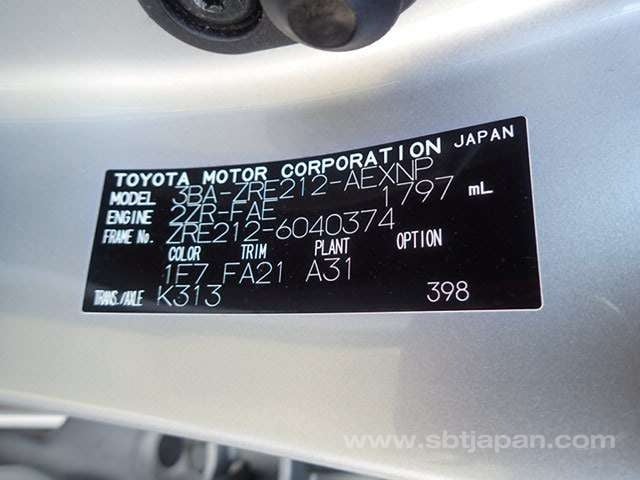 TOYOTA MOTOR CORPORATION JAPAN
MODEL 3BA-ZRE212-AEXNP
ENGINE 2ZR-FAE 1797 mL
FRAME No. ZRE212-6040374
COLOR TRIM PLANT OPTION
1F7 FA21 A31
TRANS./AXLE K313 398
www.sbtjapan.com